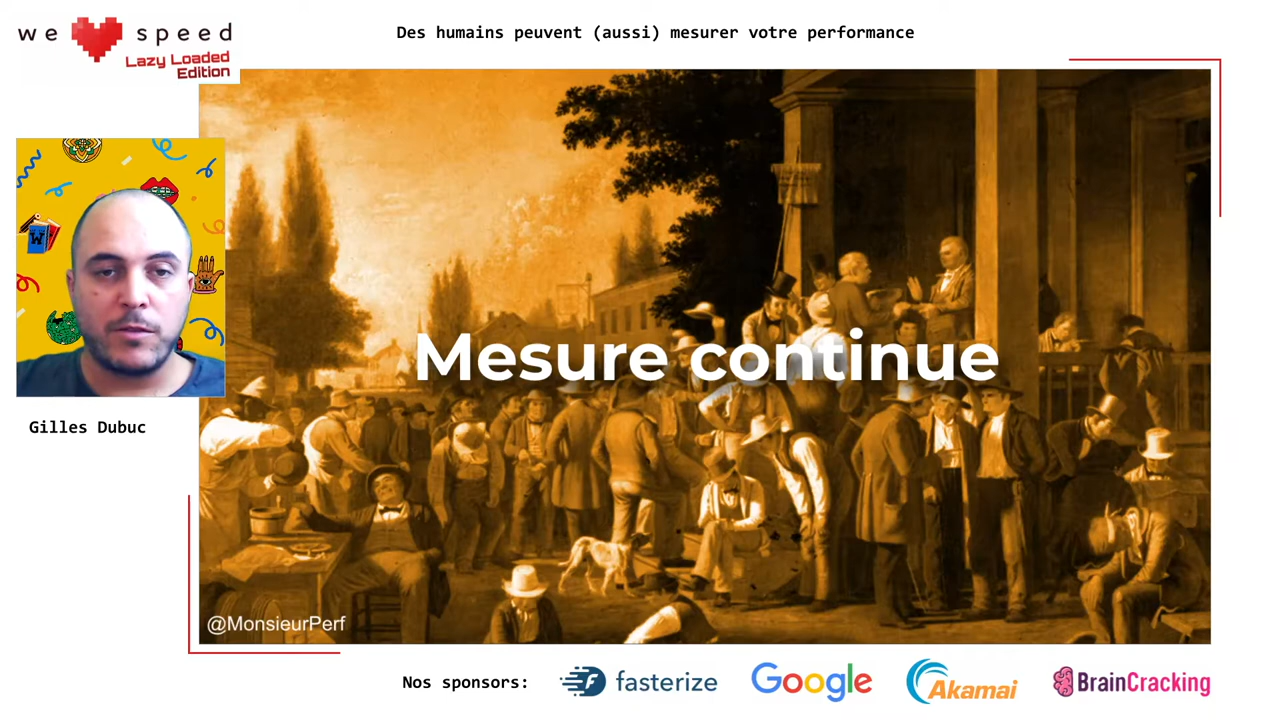 we speed
Lazy Loaded
Edition
Des humains peuvent (aussi) mesurer votre performance
W
Gilles Dubuc
Mesure continue
@MonsieurPerf
Nos sponsors:
fasterize
Google
Akamai
BrainCracking